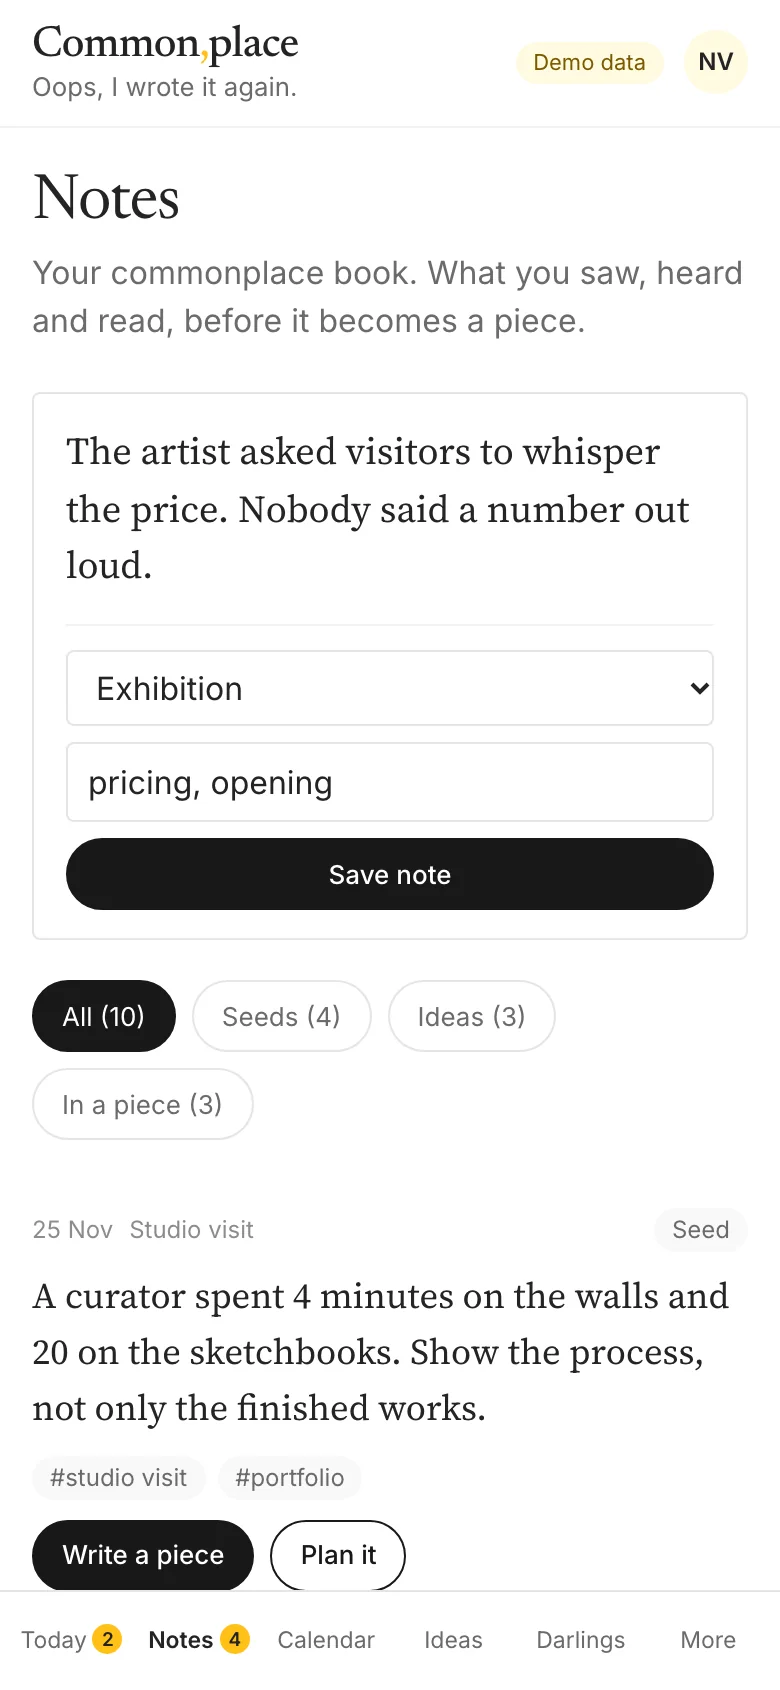 Common,place
Oops, I wrote it again.
Demo data
NV
Notes
Your commonplace book. What you saw, heard
and read, before it becomes a piece.
The artist asked visitors to whisper
the price. Nobody said a number out
loud.
Exhibition
pricing, opening
Save note
All (10)
Seeds (4)
Ideas (3)
In a piece (3)
25 Nov Studio visit
Seed
A curator spent 4 minutes on the walls and
20 on the sketchbooks. Show the process,
not only the finished works.
#studio visit
#portfolio
Write a piece
Plan it
Today 2
Notes 4
Calendar
Ideas
Darlings
More